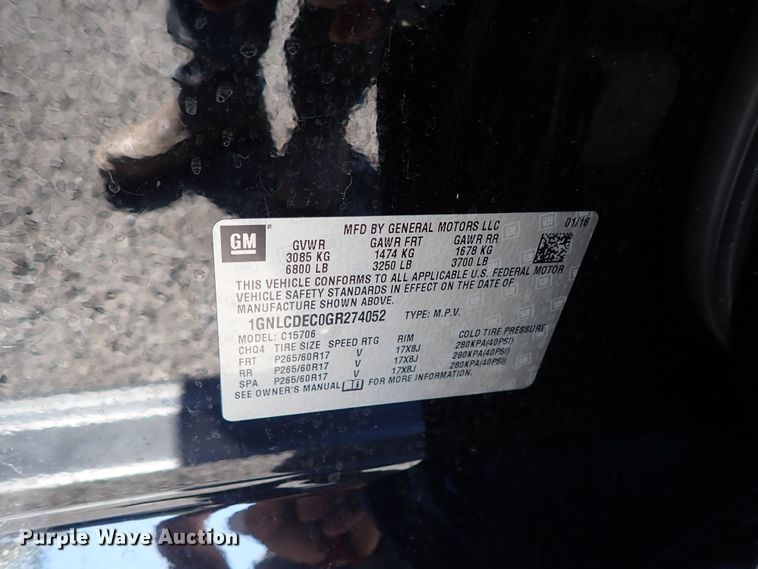 GM
MFD BY GENERAL MOTORS LLC
01/16
GVWR GAWR FRT GAWR RR
3085 KG 1474 KG 1678 KG
6800 LB 3250 LB 3700 LB
THIS VEHICLE CONFORMS TO ALL APPLICABLE U.S. FEDERAL MOTOR
VEHICLE SAFETY STANDARDS IN EFFECT ON THE DATE OF
MANUFACTURE SHOWN ABOVE.
1GNLCDEC0GR274052 TYPE: M.P.V.
MODEL: C15706
CHQ4 TIRE SIZE SPEED RTG RIM COLD TIRE PRESSURE
FRT P265/60R17 V 17X8J 280KPA(40PSI)
RR P265/60R17 V 17X8J 280KPA(40PSI)
SPA P265/60R17 V 17X8J 280KPA(40PSI)
SEE OWNER'S MANUAL FOR MORE INFORMATION.
Purple Wave Auction
Purple Wave Auction